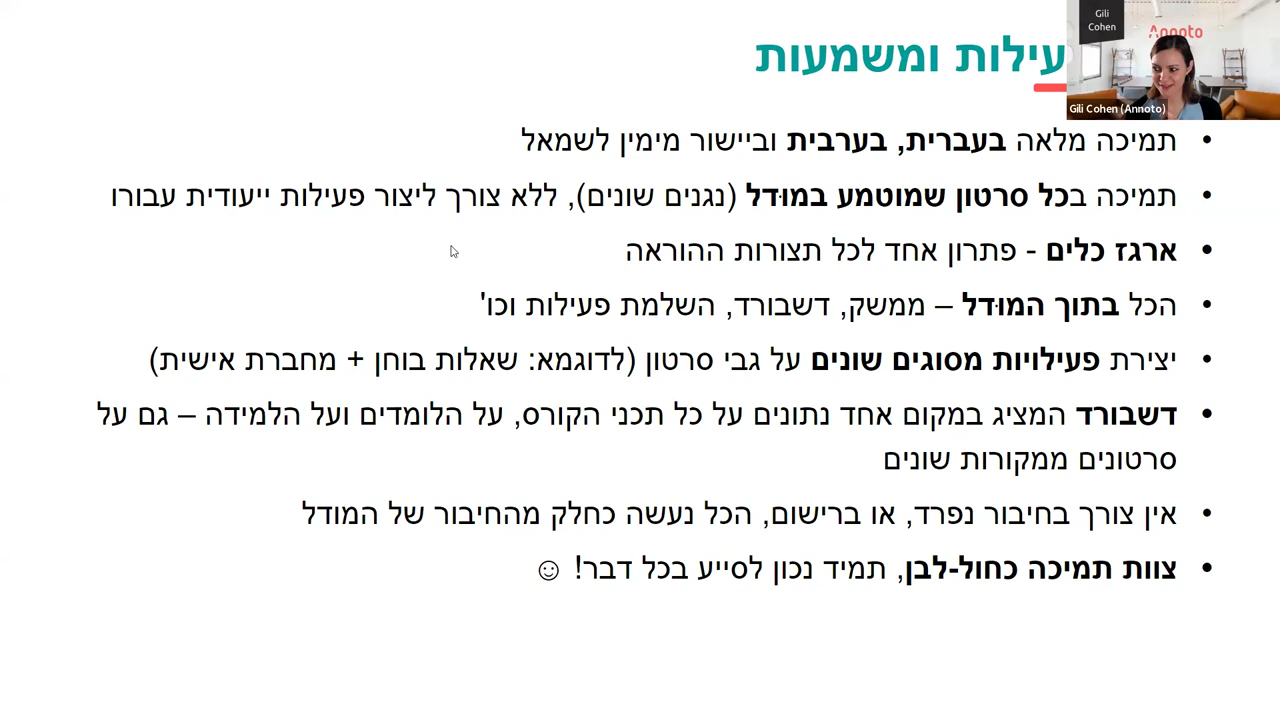 Gili
Cohen
Annoto
Gili Cohen (Annoto)
עילות ומשמעות
תמיכה מלאה בעברית, בערבית וביישור מימין לשמאל
תמיכה בכל סרטון שמוטמע במודל (נגנים שונים), ללא צורך ליצור פעילות ייעודית עבורו
ארגז כלים - פתרון אחד לכל תצורות ההוראה
הכל בתוך המודל – ממשק, דשבורד, השלמת פעילות וכו'
יצירת פעילויות מסוגים שונים על גבי סרטון (לדוגמא: שאלות בוחן + מחברת אישית)
דשבורד המציג במקום אחד נתונים על כל תכני הקורס, על הלומדים ועל הלמידה – גם על
סרטונים ממקורות שונים
אין צורך בחיבור נפרד, או ברישום, הכל נעשה כחלק מהחיבור של המודל
צוות תמיכה כחול-לבן, תמיד נכון לסייע בכל דבר! ☺